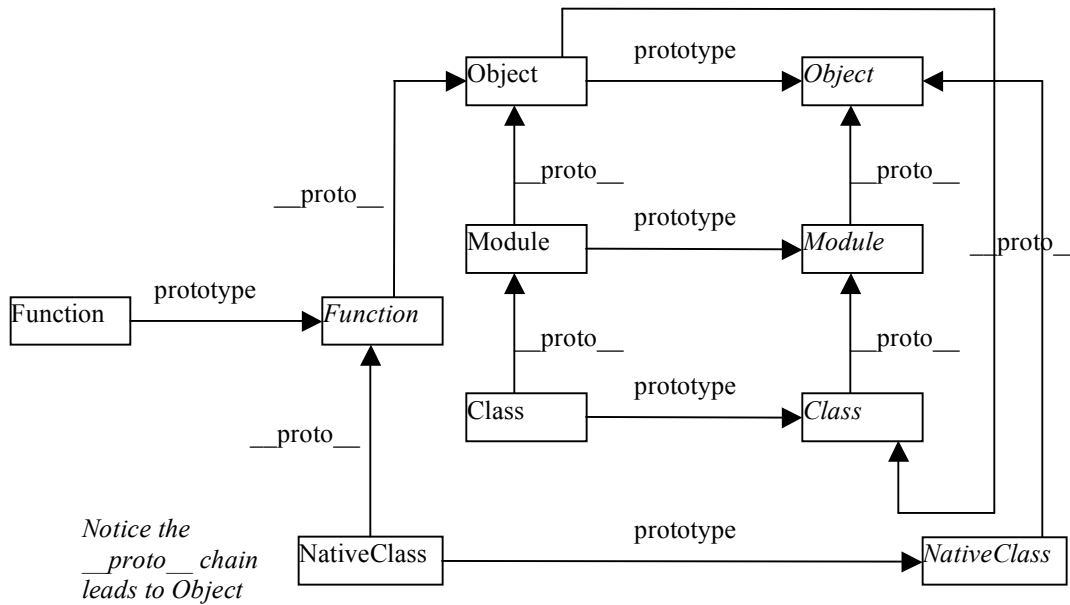 prototype
Object
Object
__proto__
__proto__
__proto__
prototype
Module
Module
__proto__
prototype
Function
Function
__proto__
__proto__
prototype
Class
Class
__proto__
Notice the
__proto__ chain
leads to Object
prototype
NativeClass
NativeClass